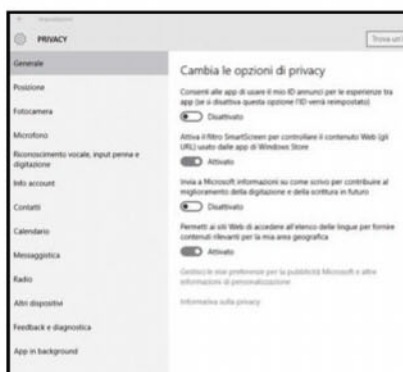 Impostazioni
PRIVACY
Trova un'i
Generale
Posizione
Fotocamera
Microfono
Riconoscimento vocale, input penna e
digitazione
Info account
Contatti
Calendario
Messaggistica
Radio
Altri dispositivi
Feedback e diagnostica
App in background
Cambia le opzioni di privacy
Consenti alle app di usare il mio ID annunci per le esperienze tra
app (se si disattiva questa opzione l'ID verrà reimpostato)
Disattivato
Attiva il filtro SmartScreen per controllare il contenuto Web (gli
URL) usato dalle app di Windows Store
Attivato
Invia a Microsoft informazioni su come scrivo per contribuire al
miglioramento della digitazione e della scrittura in futuro
Disattivato
Permetti ai siti Web di accedere all'elenco delle lingue per fornire
contenuti rilevanti per la mia area geografica
Attivato
Gestisci le mie preferenze per la pubblicità Microsoft e altre
informazioni di personalizzazione
Informativa sulla privacy